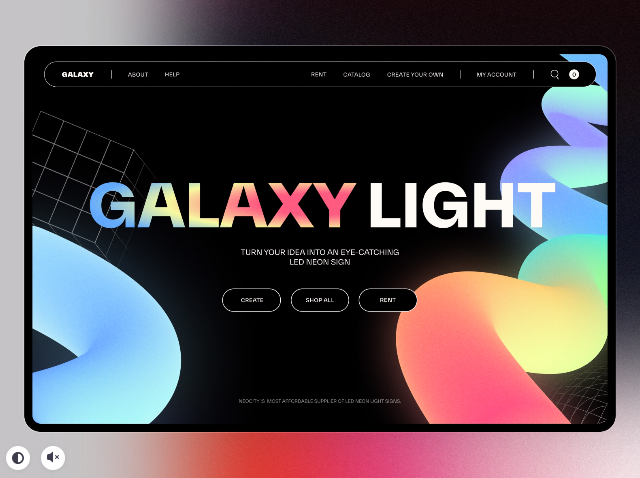 GALAXY
ABOUT
HELP
RENT
CATALOG
CREATE YOUR OWN
MY ACCOUNT
0
GALAXY LIGHT
TURN YOUR IDEA INTO AN EYE-CATCHING
LED NEON SIGN
CREATE
SHOP ALL
RENT
NEOCITY IS MOST AFFORDABLE SUPPLIER OF LED NEON LIGHT SIGNS.